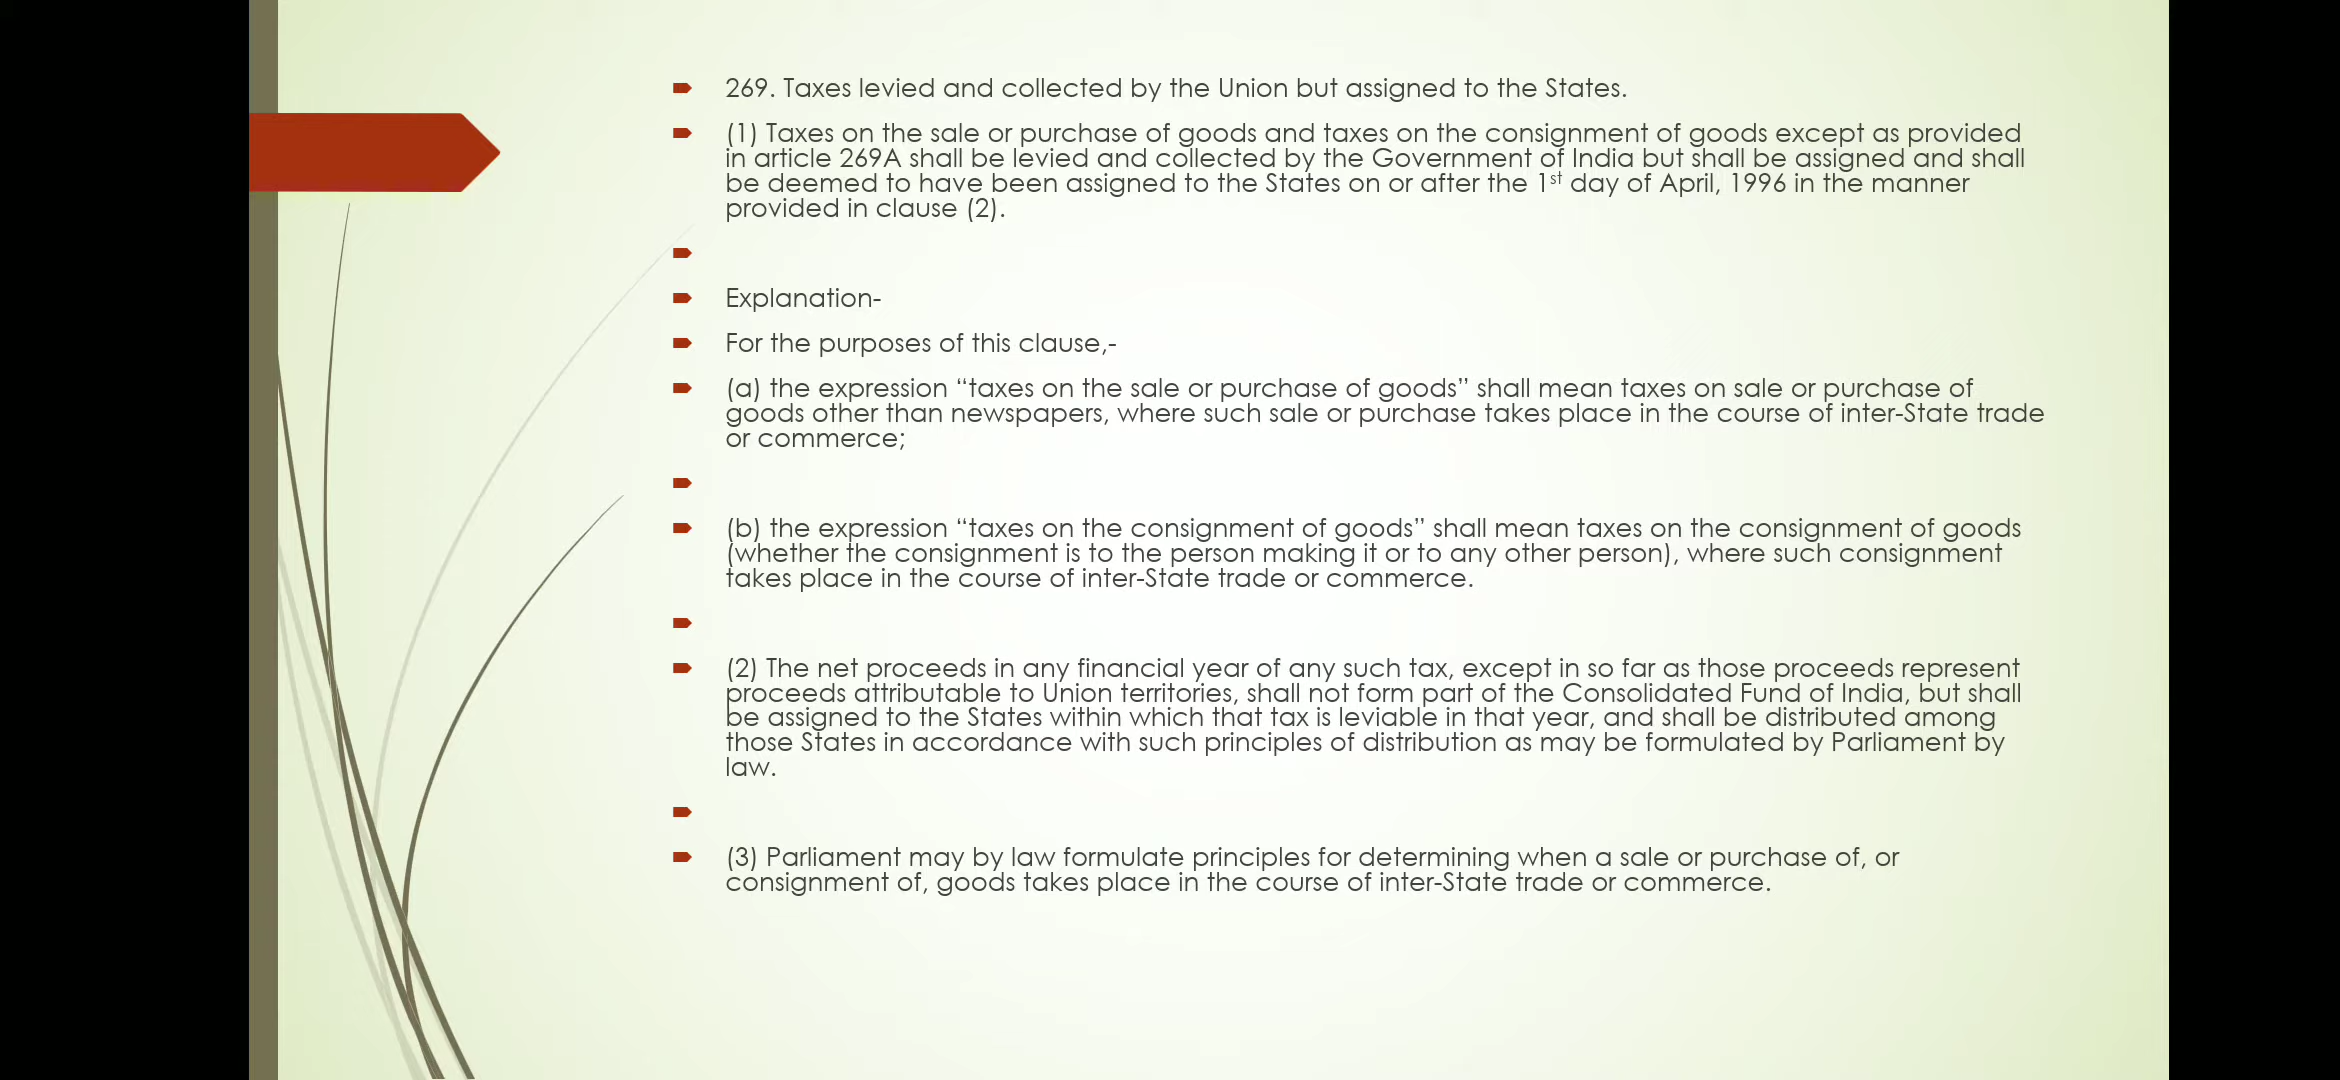 269. Taxes levied and collected by the Union but assigned to the States.
(1) Taxes on the sale or purchase of goods and taxes on the consignment of goods except as provided
in article 269A shall be levied and collected by the Government of India but shall be assigned and shall
be deemed to have been assigned to the States on or after the 1st day of April, 1996 in the manner
provided in clause (2).
Explanation-
For the purposes of this clause,-
(a) the expression “taxes on the sale or purchase of goods” shall mean taxes on sale or purchase of
goods other than newspapers, where such sale or purchase takes place in the course of inter-State trade
or commerce;
(b) the expression “taxes on the consignment of goods” shall mean taxes on the consignment of goods
(whether the consignment is to the person making it or to any other person), where such consignment
takes place in the course of inter-State trade or commerce.
(2) The net proceeds in any financial year of any such tax, except in so far as those proceeds represent
proceeds attributable to Union territories, shall not form part of the Consolidated Fund of India, but shall
be assigned to the States within which that tax is leviable in that year, and shall be distributed among
those States in accordance with such principles of distribution as may be formulated by Parliament by
law.
(3) Parliament may by law formulate principles for determining when a sale or purchase of, or
consignment of, goods takes place in the course of inter-State trade or commerce.